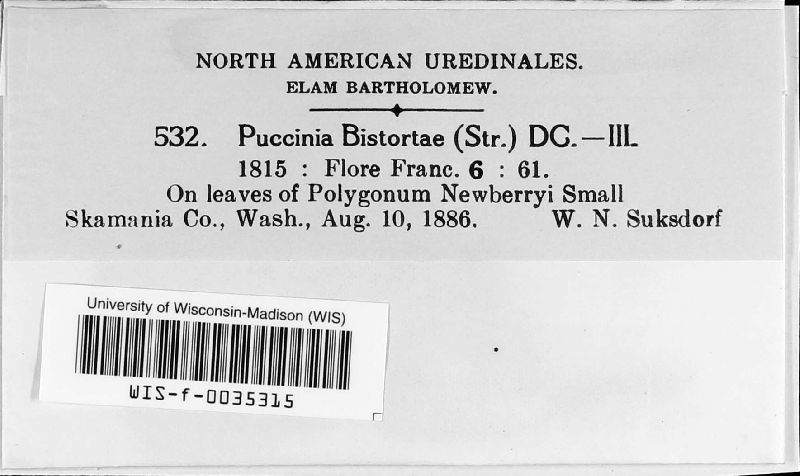 NORTH AMERICAN UREDINALES.
ELAM BARTHOLOMEW.
532. Puccinia Bistortae (Str.) DC.—III.
1815 : Flore Franc. 6 : 61.
On leaves of Polygonum Newberryi Small
Skamania Co., Wash., Aug. 10, 1886. W. N. Suksdorf
University of Wisconsin-Madison (WIS)
WIS-f-0035315